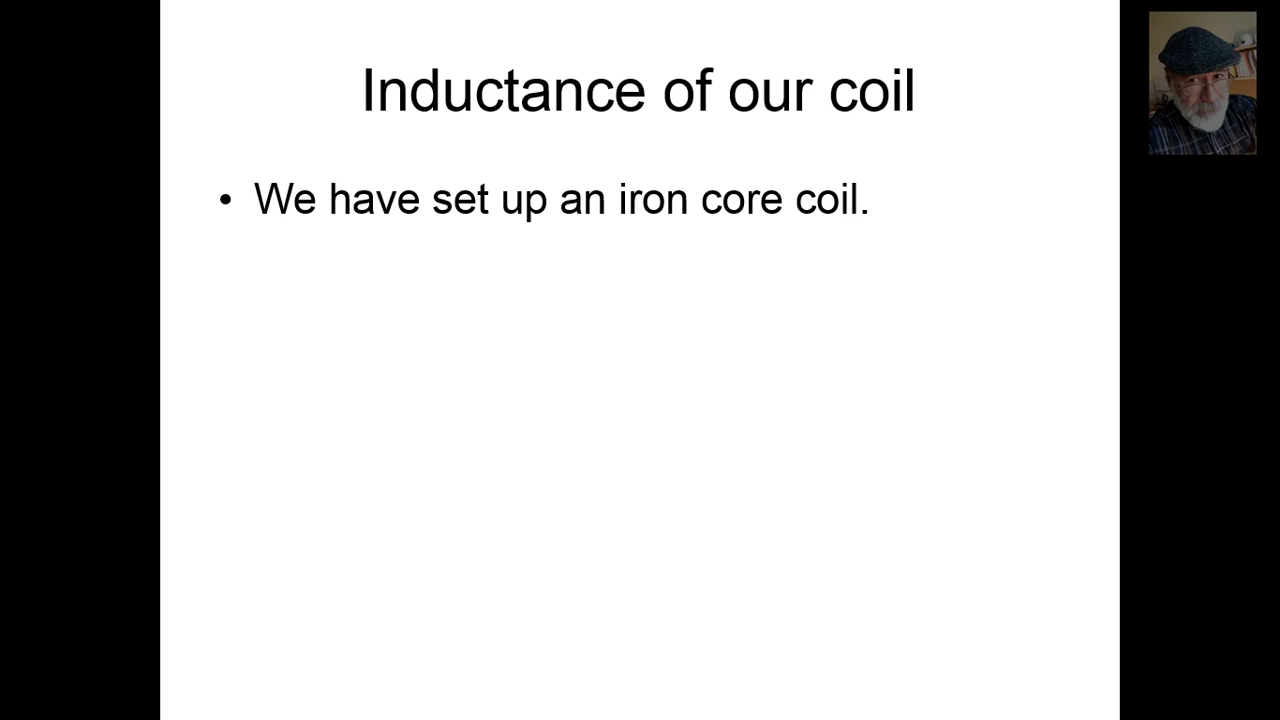 Inductance of our coil
• We have set up an iron core coil.